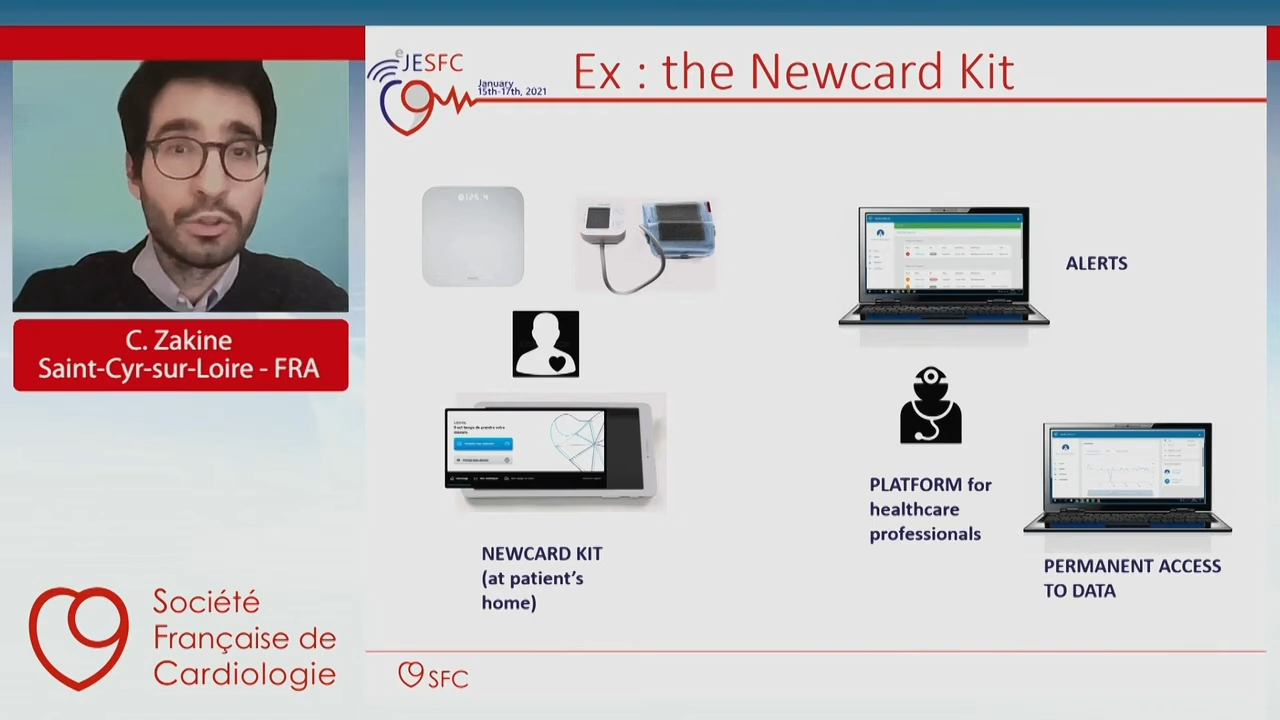 eJESFC
January
15th-17th, 2021
Ex : the Newcard Kit
C. Zakine
Saint-Cyr-sur-Loire - FRA
ALERTS
NEWCARD KIT
(at patient's
home)
PLATFORM for
healthcare
professionals
PERMANENT ACCESS
TO DATA
Société
Française de
Cardiologie
SFC